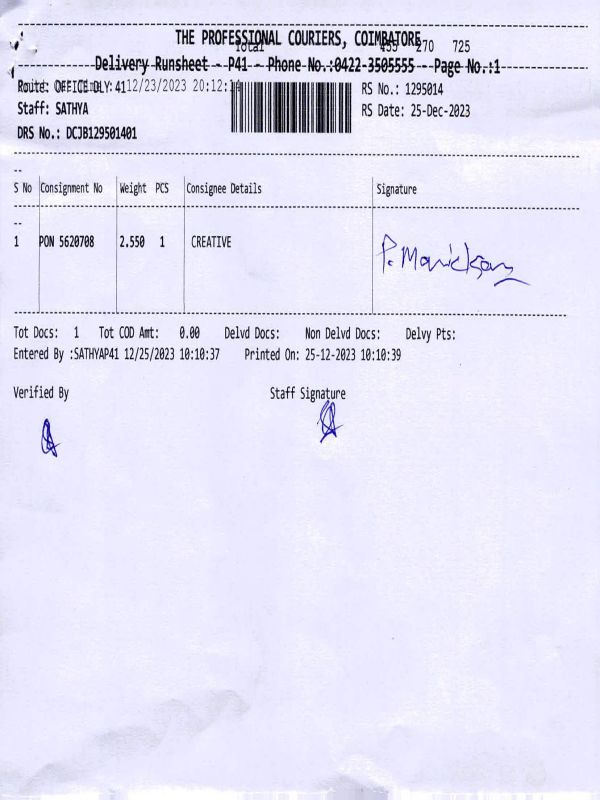 THE PROFESSIONAL COURIERS, COIMBATORE
Total 455 270 725
Delivery Runsheet - P41 - Phone No.:0422-3505555 - Page No.:1
Route: OFFICE DLY 41 12/23/2023 20:12:14 RS No.: 1295014
Staff: SATHYA RS Date: 25-Dec-2023
DRS No.: DCJB129501401
S No Consignment No Weight PCS Consignee Details Signature
1 PON 5620708 2.550 1 CREATIVE P. Manickam
Tot Docs: 1 Tot COD Amt: 0.00 Delvd Docs: Non Delvd Docs: Delvy Pts:
Entered By :SATHYAP41 12/25/2023 10:10:37 Printed On: 25-12-2023 10:10:39
Verified By Staff Signature